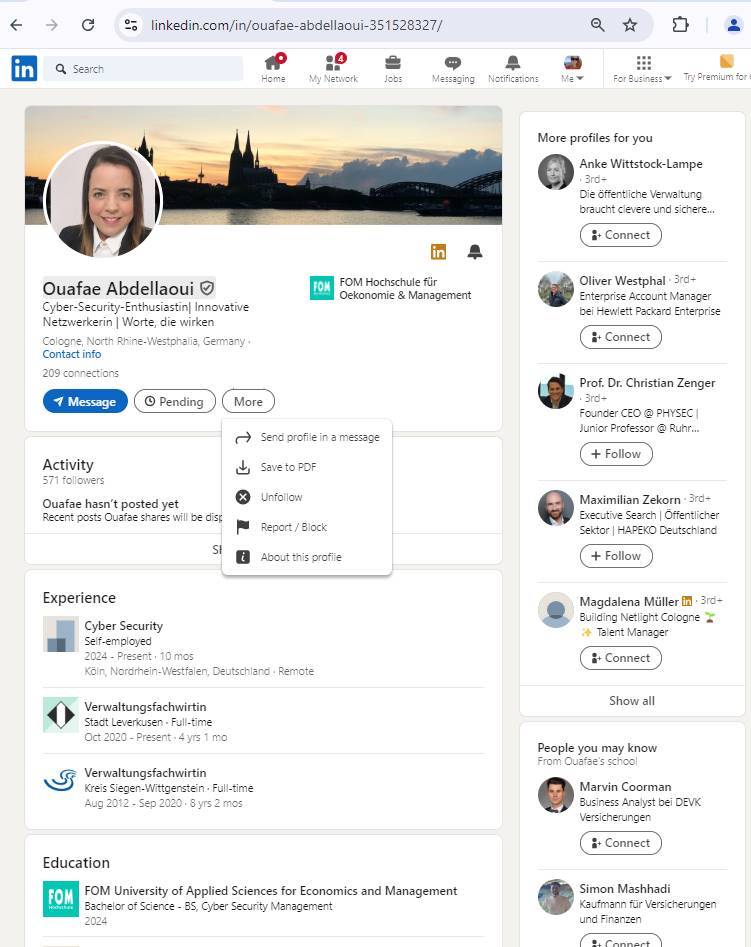 linkedin.com/in/ouafae-abdellaoui-351528327/
in
Search
Home
4
My Network
Jobs
Messaging
Notifications
Me
For Business
Try Premium for
Ouafae Abdellaoui
Cyber-Security-Enthusiastin| Innovative
Netzwerkerin | Worte, die wirken
Cologne, North Rhine-Westphalia, Germany ·
Contact info
209 connections
in
FOM
Hochschule
FOM Hochschule für
Oekonomie & Management
Message
Pending
More
Send profile in a message
Save to PDF
Unfollow
Report / Block
About this profile
Activity
571 followers
Ouafae hasn’t posted yet
Recent posts Ouafae shares will be disp
Sh
Experience
Cyber Security
Self-employed
2024 - Present · 10 mos
Köln, Nordrhein-Westfalen, Deutschland · Remote
Verwaltungsfachwirtin
Stadt Leverkusen · Full-time
Oct 2020 - Present · 4 yrs 1 mo
Verwaltungsfachwirtin
Kreis Siegen-Wittgenstein · Full-time
Aug 2012 - Sep 2020 · 8 yrs 2 mos
Education
FOM
Hochschule
FOM University of Applied Sciences for Economics and Management
Bachelor of Science - BS, Cyber Security Management
2024
More profiles for you
Anke Wittstock-Lampe
· 3rd+
Die öffentliche Verwaltung
braucht clevere und sichere...
Connect
Oliver Westphal · 3rd+
Enterprise Account Manager
bei Hewlett Packard Enterprise
Connect
Prof. Dr. Christian Zenger
· 3rd+
Founder CEO @ PHYSEC |
Junior Professor @ Ruhr...
+ Follow
Maximilian Zekorn · 3rd+
Executive Search | Öffentlicher
Sektor | HAPEKO Deutschland
+ Follow
Magdalena Müller in · 3rd+
Building Netlight Cologne 🌱
✨ Talent Manager
Connect
Show all
People you may know
From Ouafae's school
Marvin Coorman
Business Analyst bei DEVK
Versicherungen
Connect
Simon Mashhadi
Kaufmann für Versicherungen
und Finanzen
Connect